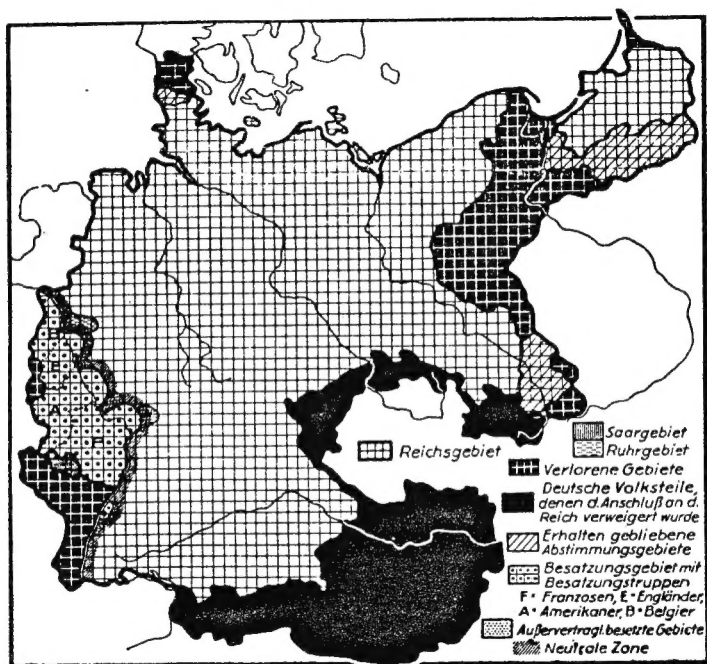 Saargebiet
Ruhrgebiet
Reichsgebiet
Verlorene Gebiete
Deutsche Volksteile,
denen d. Anschluß an d.
Reich verweigert wurde
Erhalten gebliebene
Abstimmungsgebiete
Besatzungsgebiet mit
Besatzungstruppen
F = Franzosen, E = Engländer,
A = Amerikaner, B = Belgier
Außervertragl. besetzte Gebiete
Neutrale Zone